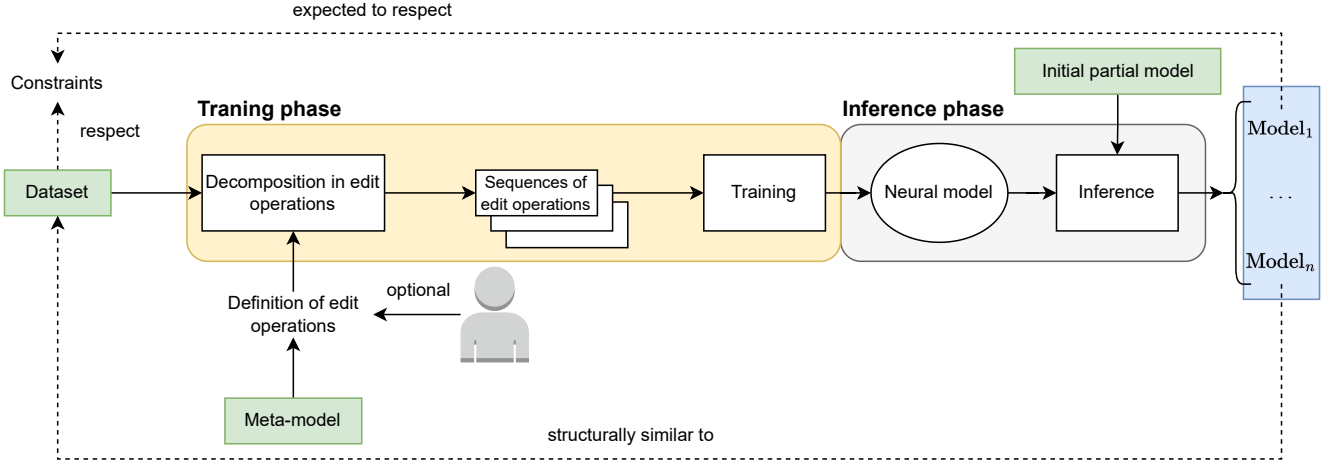 expected to respect
Constraints
respect
Initial partial model
Traning phase
Inference phase
Dataset
Decomposition in edit
operations
Sequences of
edit operations
Training
Neural model
Inference
Model₁
...
Modelₙ
Definition of edit
operations
optional
Meta-model
structurally similar to